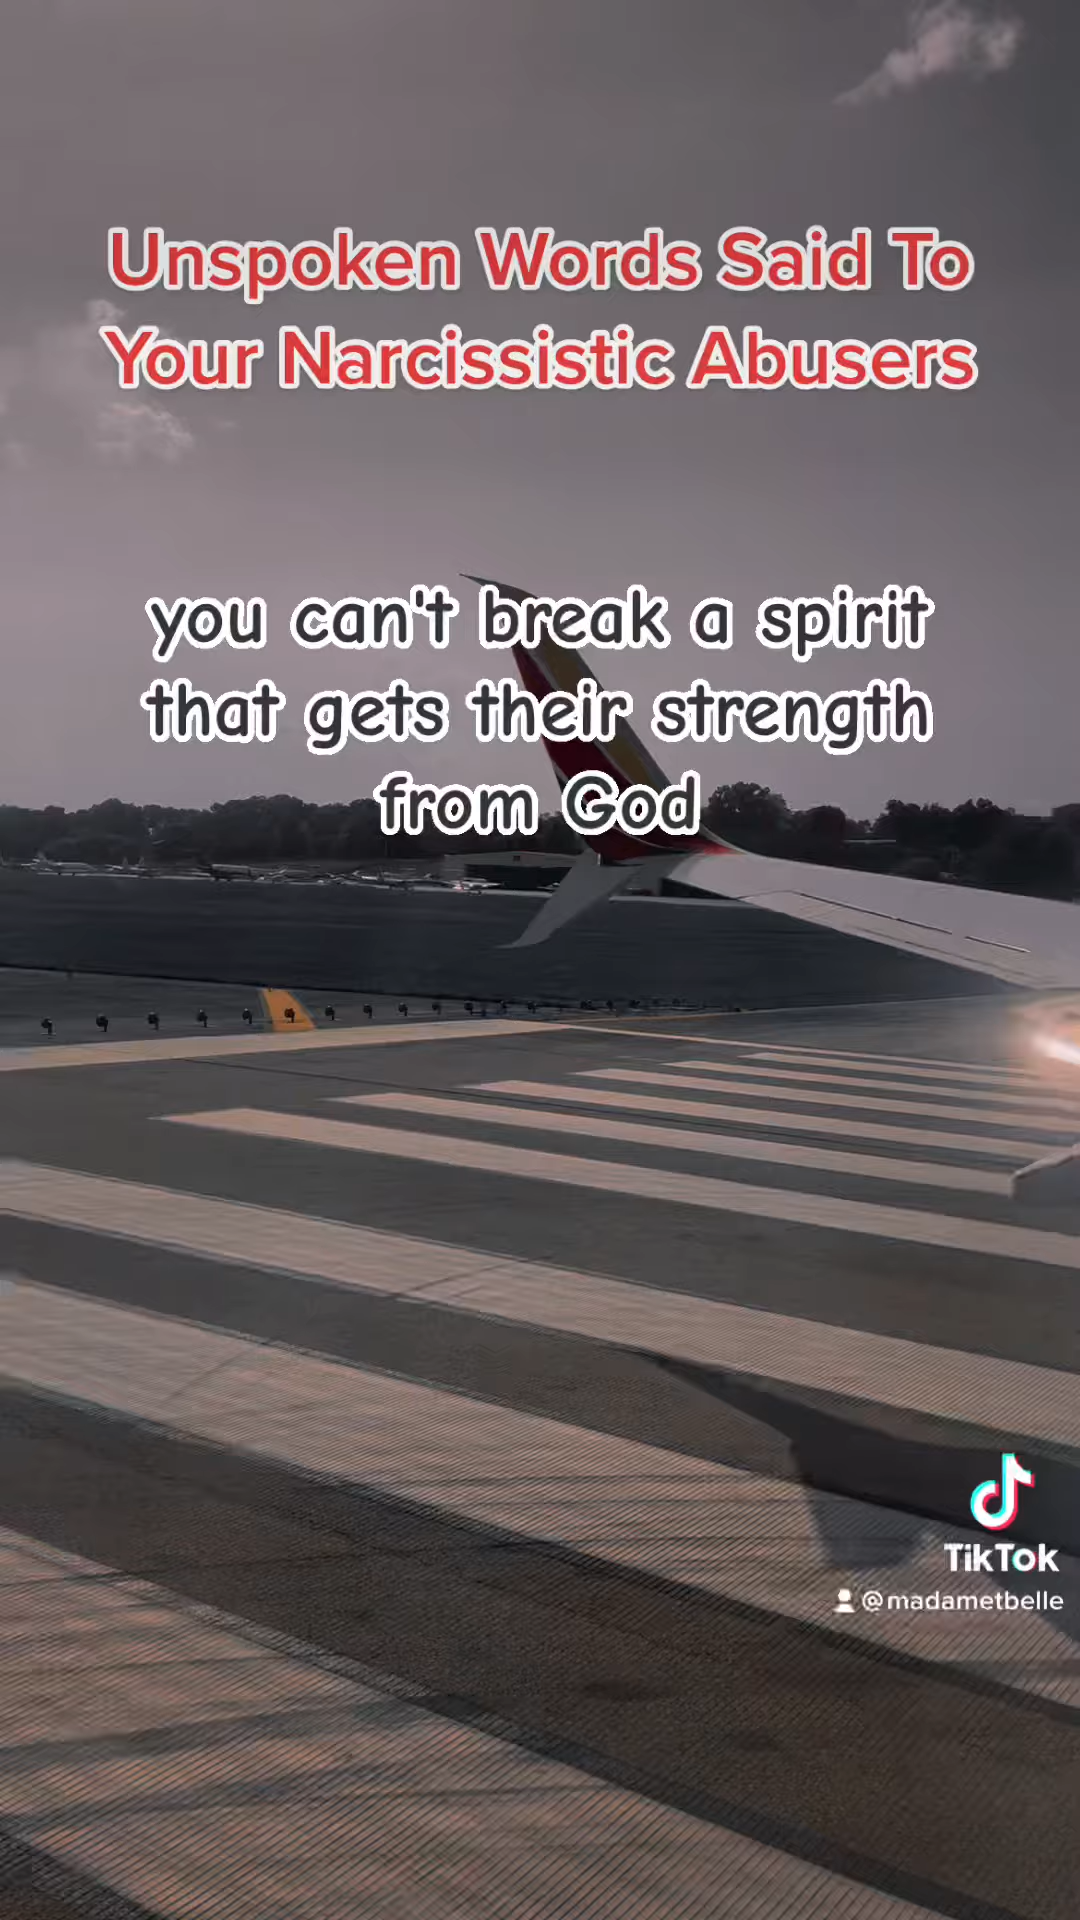 Unspoken Words Said To
Your Narcissistic Abusers
you can't break a spirit
that gets their strength
from God
TikTok
@madametbelle